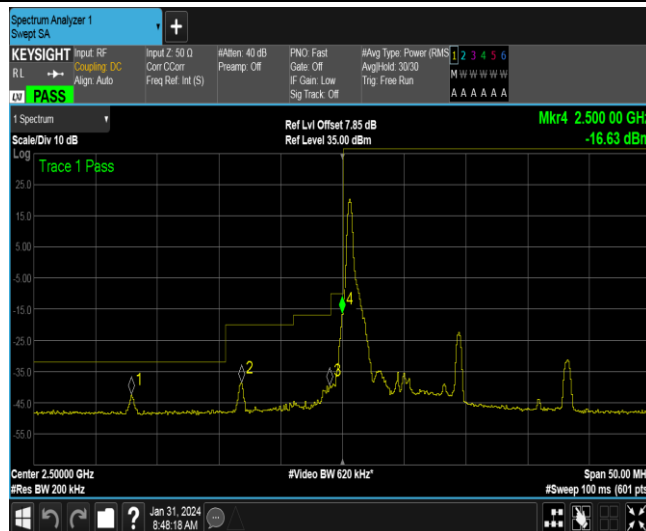 Spectrum Analyzer 1
Swept SA
+
KEYSIGHT
RL
LXI PASS
Input: RF
Coupling: DC
Align: Auto
Input Z: 50 Ω
Corr CCorr
Freq Ref: Int (S)
#Atten: 40 dB
Preamp: Off
PNO: Fast
Gate: Off
IF Gain: Low
Sig Track: Off
#Avg Type: Power (RMS
Avg|Hold: 30/30
Trig: Free Run
1 2 3 4 5 6
M W W W W W
A A A A A A
1 Spectrum
Scale/Div 10 dB
Ref Lvl Offset 7.85 dB
Ref Level 35.00 dBm
Mkr4 2.500 00 GHz
-16.63 dBm
Log
Trace 1 Pass
25.0
15.0
5.00
-5.00
-15.0
-25.0
-35.0
-45.0
-55.0
1
2
3
4
Center 2.50000 GHz
#Res BW 200 kHz
#Video BW 620 kHz*
Span 50.00 MH
#Sweep 100 ms (601 pts
?
Jan 31, 2024
8:48:18 AM